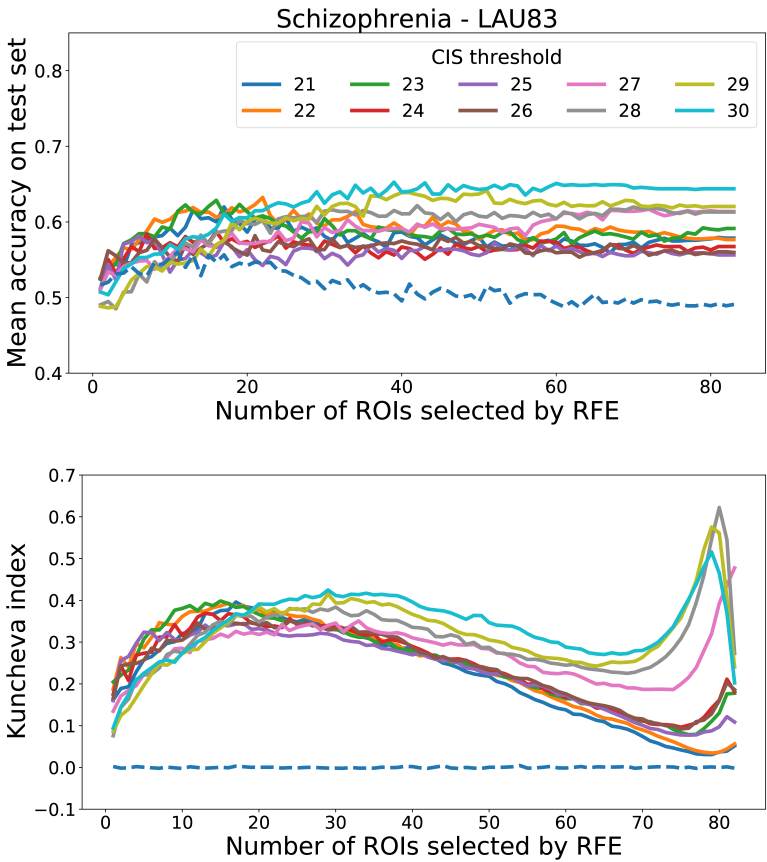 Schizophrenia - LAU83
Mean accuracy on test set
0.8
0.7
0.6
0.5
0.4
CIS threshold
21 23 25 27 29
22 24 26 28 30
0 20 40 60 80
Number of ROIs selected by RFE
Kuncheva index
0.7
0.6
0.5
0.4
0.3
0.2
0.1
0.0
−0.1
0 10 20 30 40 50 60 70 80
Number of ROIs selected by RFE